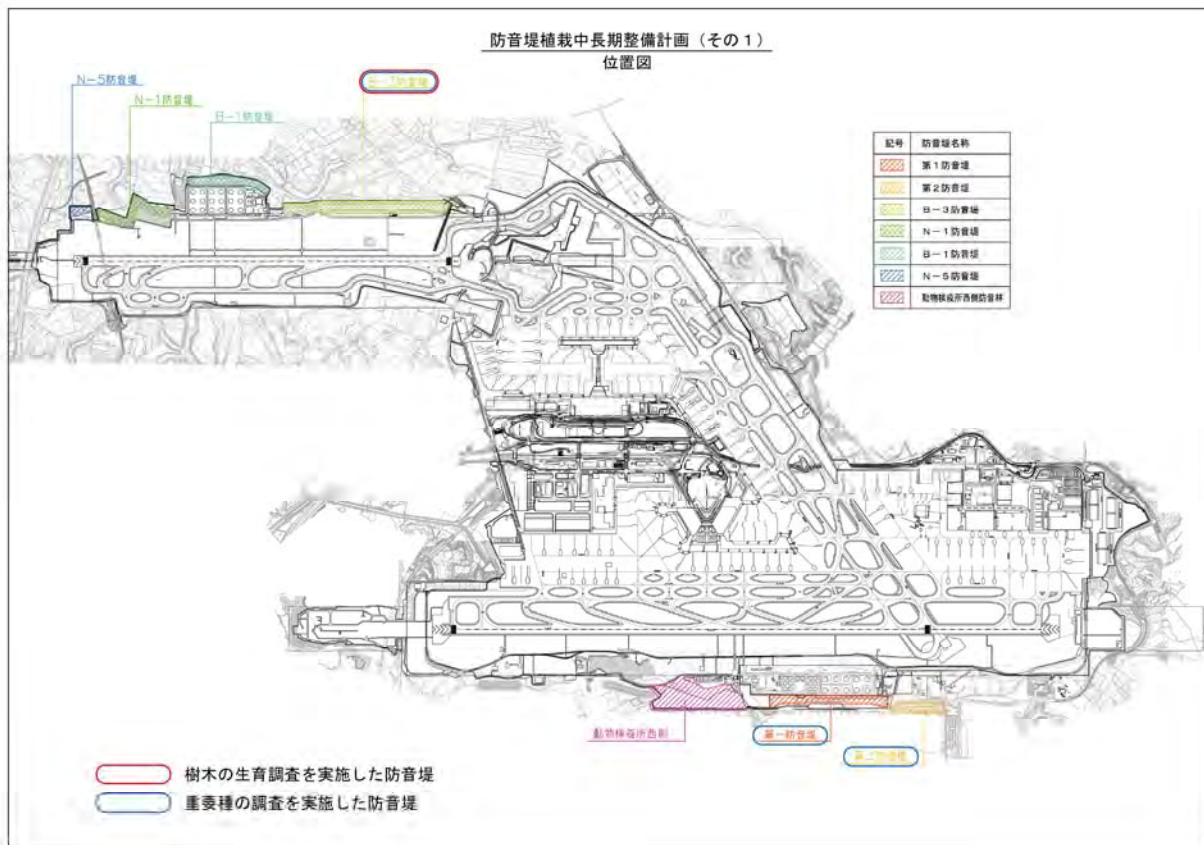 防音堤植栽中長期整備計画(その1)
位置図
N-5防音堤
N-1防音堤
B-1防音堤
B-3防音堤
記号 防音堤名称
第1防音堤
第2防音堤
B-3防音堤
N-1防音堤
B-1防音堤
N-5防音堤
動物検疫所西側防音林
動物検疫所西側
第一防音堤
第二防音堤
樹木の生育調査を実施した防音堤
重要種の調査を実施した防音堤